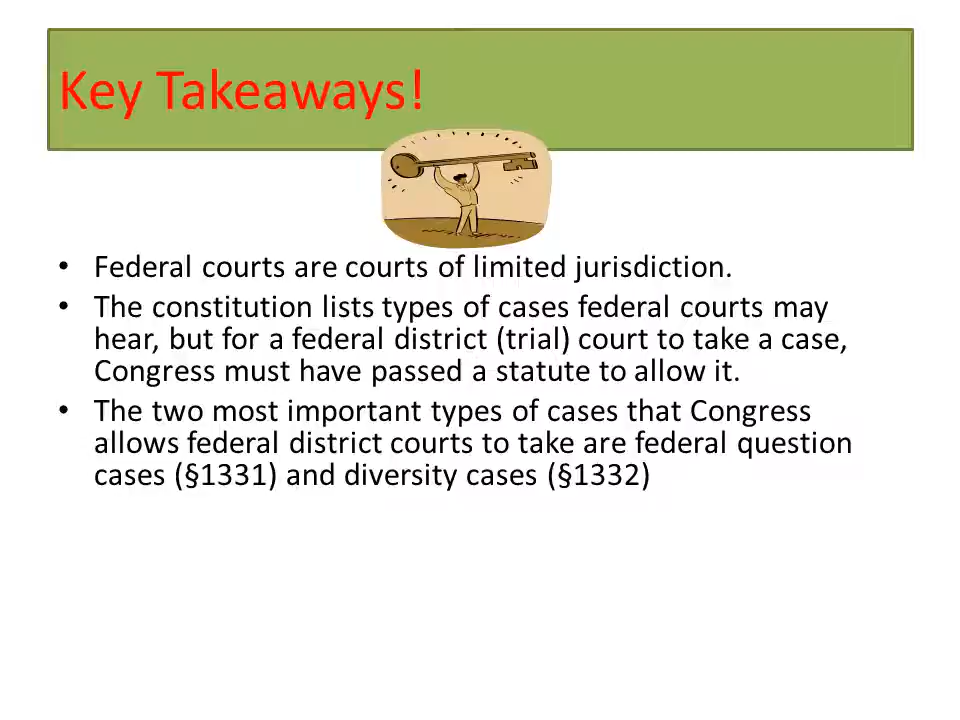 Key Takeaways!
• Federal courts are courts of limited jurisdiction.
• The constitution lists types of cases federal courts may
hear, but for a federal district (trial) court to take a case,
Congress must have passed a statute to allow it.
• The two most important types of cases that Congress
allows federal district courts to take are federal question
cases (§1331) and diversity cases (§1332)